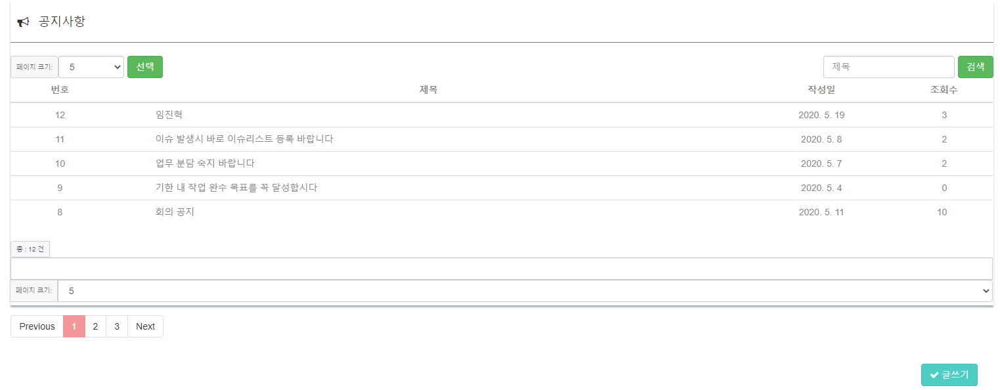 공지사항
페이지 크기: 5 선택 제목 검색
번호 제목 작성일 조회수
12 임진혁 2020. 5. 19 3
11 이슈 발생시 바로 이슈리스트 등록 바랍니다 2020. 5. 8 2
10 업무 분담 숙지 바랍니다 2020. 5. 7 2
9 기한 내 작업 완수 목표를 꼭 달성합시다 2020. 5. 4 0
8 회의 공지 2020. 5. 11 10
총 : 12 건
페이지 크기: 5
Previous 1 2 3 Next
글쓰기